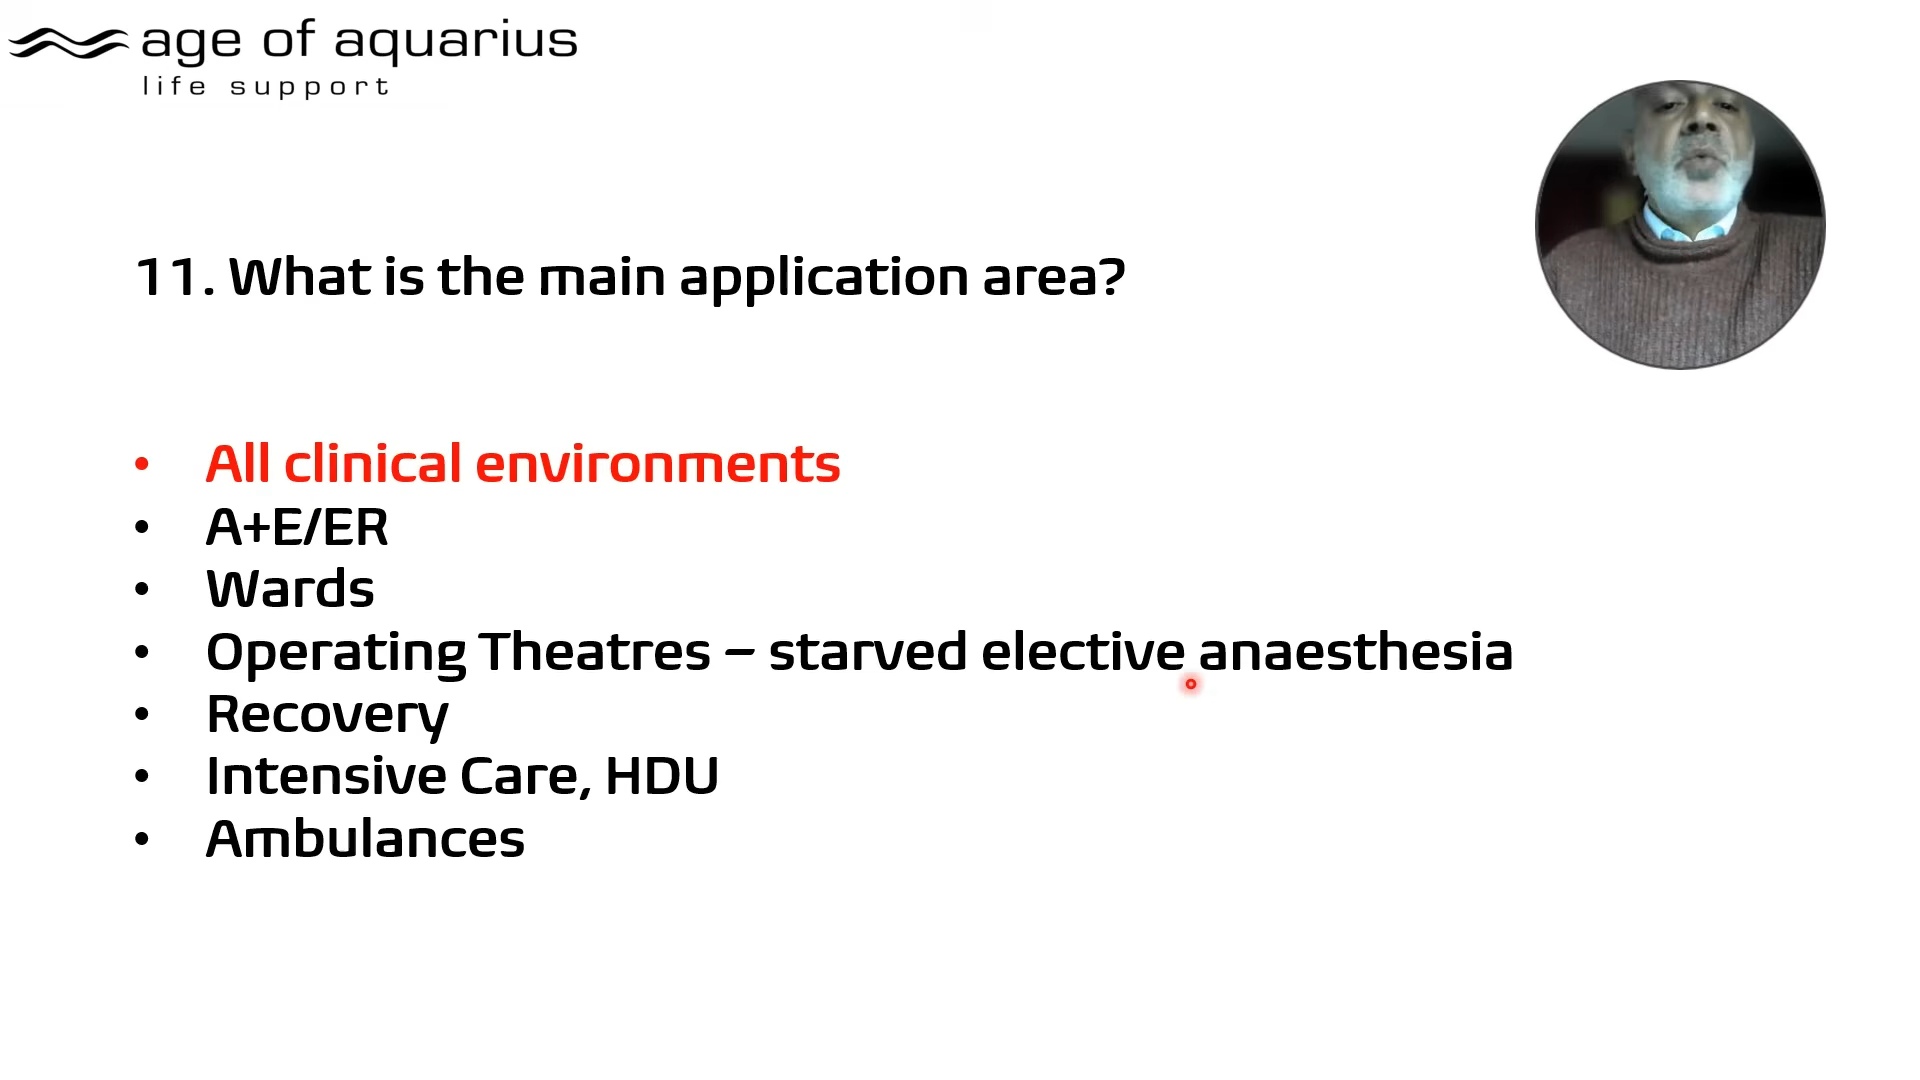 age of aquarius
life support
11. What is the main application area?
• All clinical environments
• A+E/ER
• Wards
• Operating Theatres – starved elective anaesthesia
• Recovery
• Intensive Care, HDU
• Ambulances